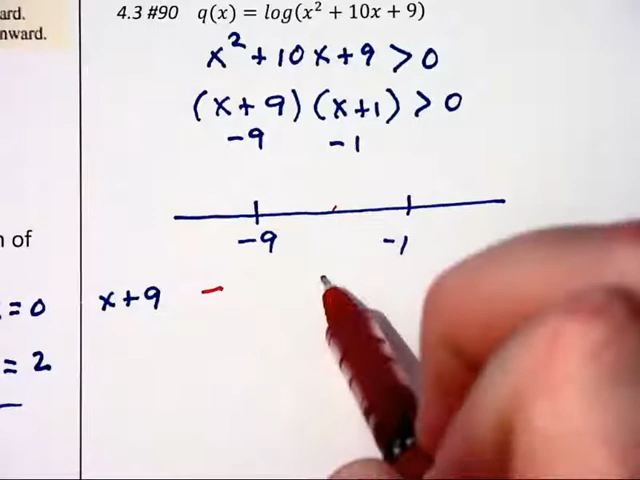 ard.
nward.
4.3 #90 q(x) = log(x² + 10x + 9)
x² + 10x + 9 > 0
(x + 9) (x + 1) > 0
-9 -1
-9 -1
of
= 0 x + 9 −
= 2